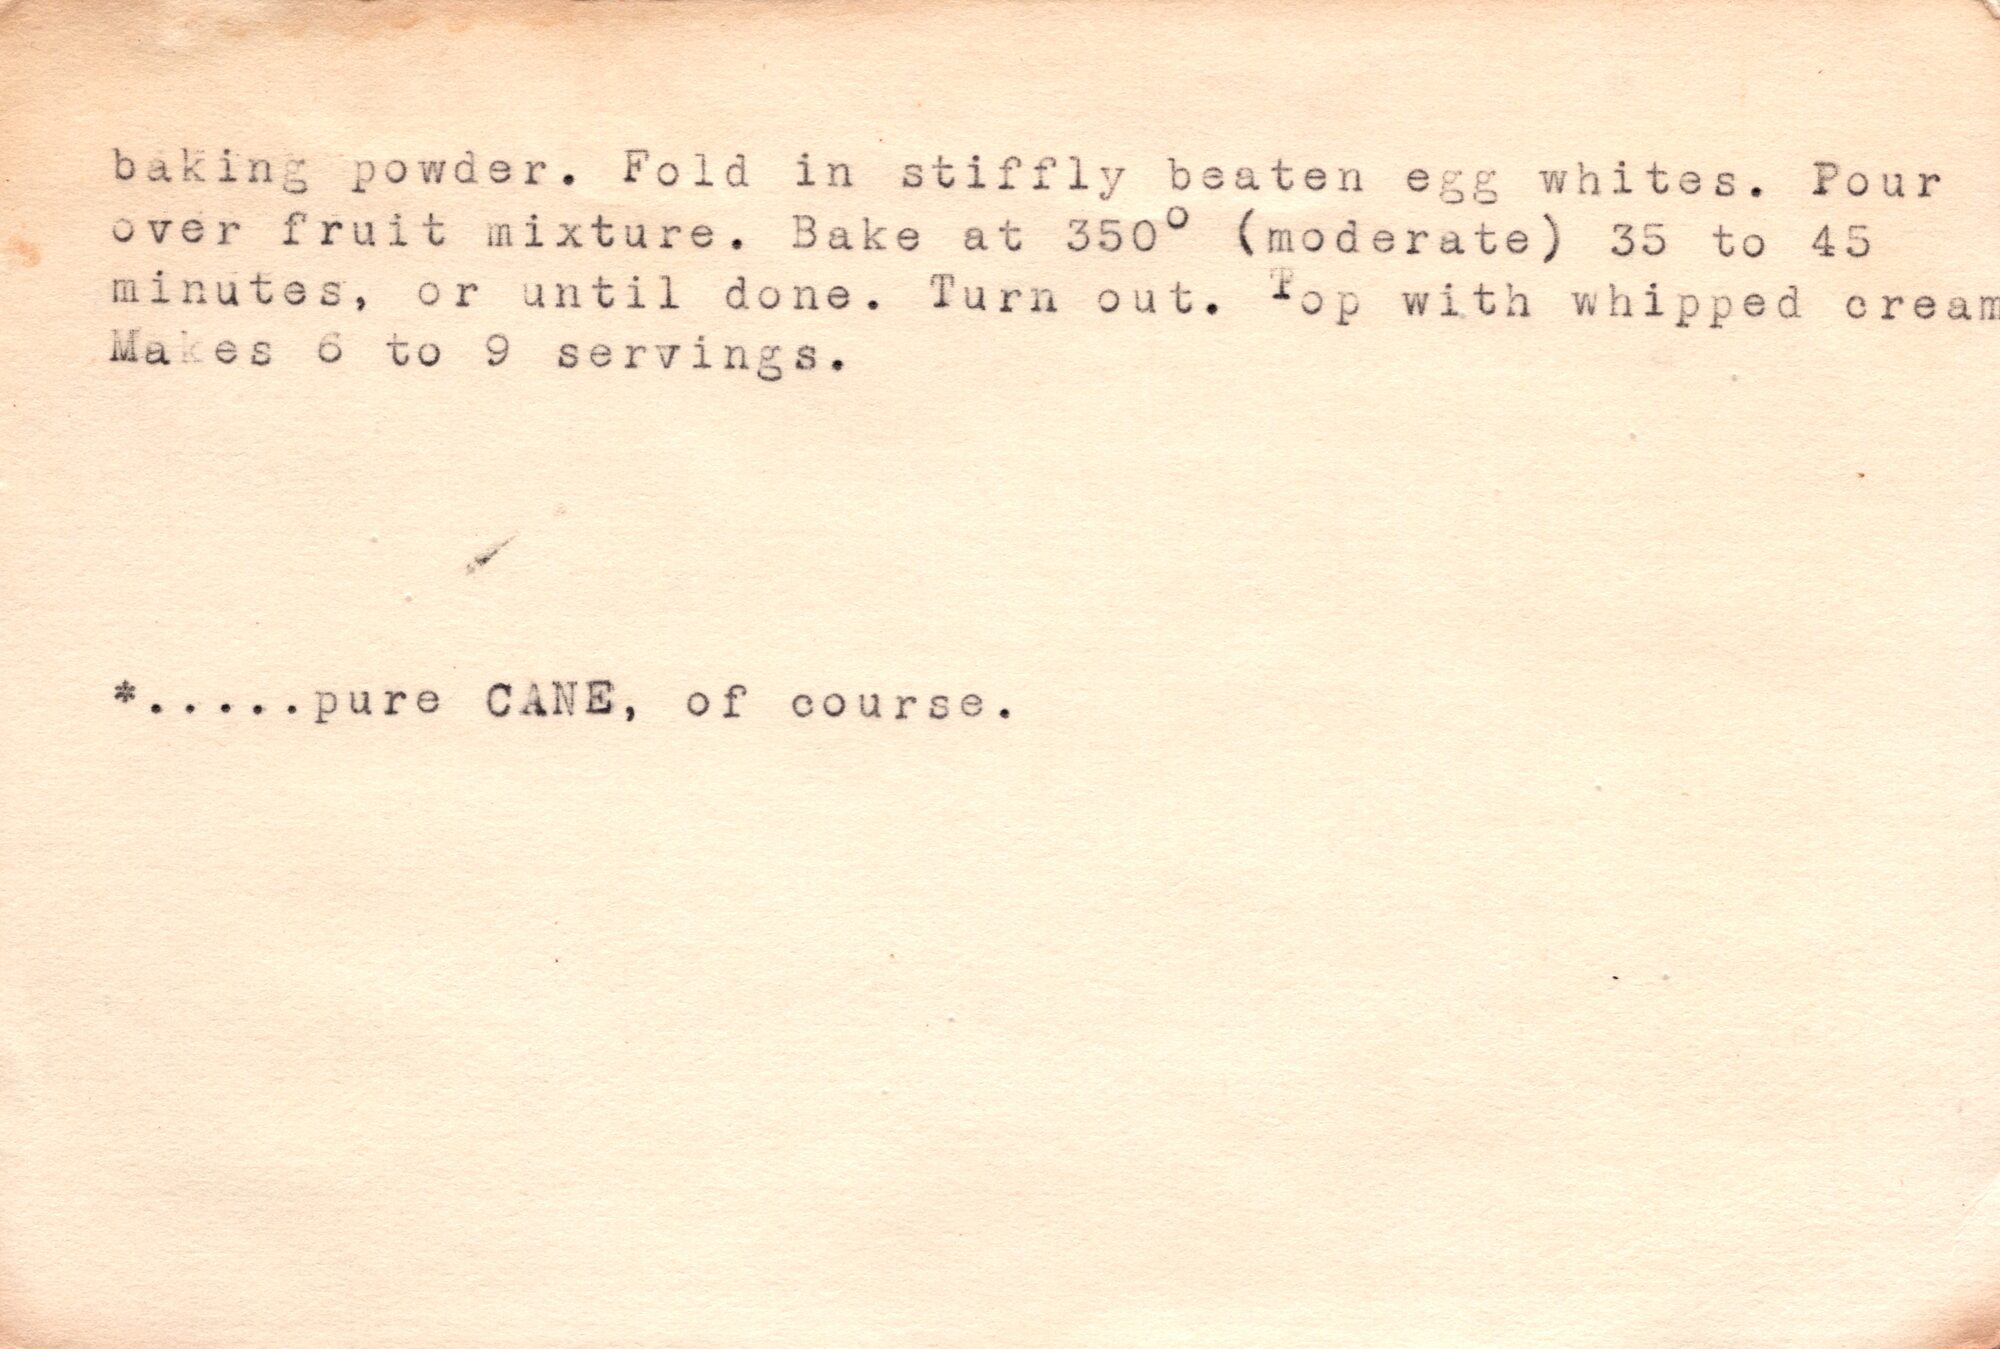 baking powder. Fold in stiffly beaten egg whites. Pour
over fruit mixture. Bake at 350° (moderate) 35 to 45
minutes, or until done. Turn out. Top with whipped cream
Makes 6 to 9 servings.
*.....pure CANE, of course.